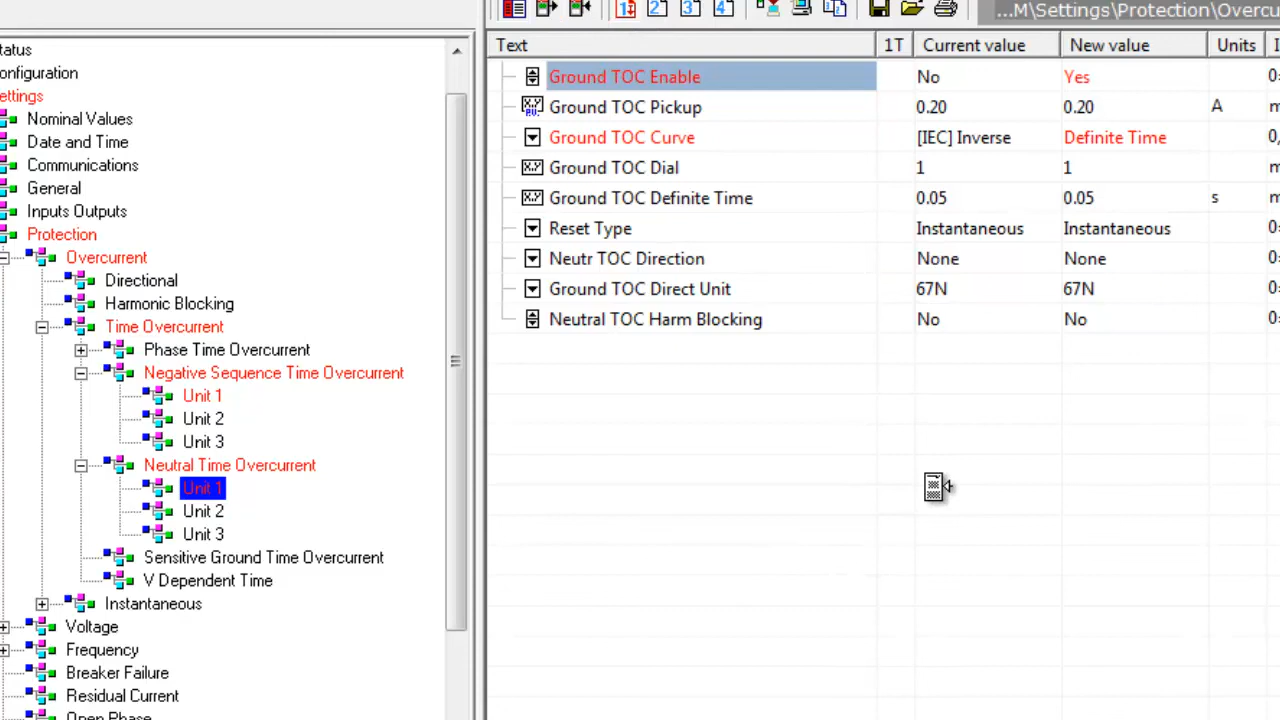 ...M\Settings\Protection\Overcu
Text 1T Current value New value Units
Ground TOC Enable No Yes
Ground TOC Pickup 0.20 0.20 A
Ground TOC Curve [IEC] Inverse Definite Time
Ground TOC Dial 1 1
Ground TOC Definite Time 0.05 0.05 s
Reset Type Instantaneous Instantaneous
Neutr TOC Direction None None
Ground TOC Direct Unit 67N 67N
Neutral TOC Harm Blocking No No
tatus
onfiguration
ettings
Nominal Values
Date and Time
Communications
General
Inputs Outputs
Protection
Overcurrent
Directional
Harmonic Blocking
Time Overcurrent
Phase Time Overcurrent
Negative Sequence Time Overcurrent
Unit 1
Unit 2
Unit 3
Neutral Time Overcurrent
Unit 1
Unit 2
Unit 3
Sensitive Ground Time Overcurrent
V Dependent Time
Instantaneous
Voltage
Frequency
Breaker Failure
Residual Current
Open Phase